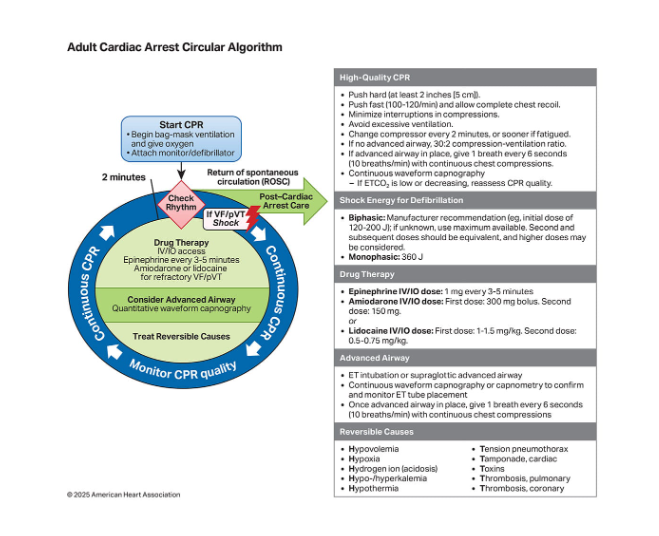 Adult Cardiac Arrest Circular Algorithm
Start CPR
• Begin bag-mask ventilation
and give oxygen
• Attach monitor/defibrillator
2 minutes
Return of spontaneous
circulation (ROSC)
Check
Rhythm
Post–Cardiac
Arrest Care
If VF/pVT
Shock
Drug Therapy
IV/IO access
Epinephrine every 3-5 minutes
Amiodarone or lidocaine
for refractory VF/pVT
Consider Advanced Airway
Quantitative waveform capnography
Treat Reversible Causes
Continuous CPR
Continuous CPR
Monitor CPR quality
High-Quality CPR
• Push hard (at least 2 inches [5 cm]).
• Push fast (100-120/min) and allow complete chest recoil.
• Minimize interruptions in compressions.
• Avoid excessive ventilation.
• Change compressor every 2 minutes, or sooner if fatigued.
• If no advanced airway, 30:2 compression-ventilation ratio.
• If advanced airway in place, give 1 breath every 6 seconds
(10 breaths/min) with continuous chest compressions.
• Continuous waveform capnography
– If ETCO₂ is low or decreasing, reassess CPR quality.
Shock Energy for Defibrillation
• Biphasic: Manufacturer recommendation (eg, initial dose of
120-200 J); if unknown, use maximum available. Second and
subsequent doses should be equivalent, and higher doses may
be considered.
• Monophasic: 360 J
Drug Therapy
• Epinephrine IV/IO dose: 1 mg every 3-5 minutes
• Amiodarone IV/IO dose: First dose: 300 mg bolus. Second
dose: 150 mg.
or
• Lidocaine IV/IO dose: First dose: 1-1.5 mg/kg. Second dose:
0.5-0.75 mg/kg.
Advanced Airway
• ET intubation or supraglottic advanced airway
• Continuous waveform capnography or capnometry to confirm
and monitor ET tube placement
• Once advanced airway in place, give 1 breath every 6 seconds
(10 breaths/min) with continuous chest compressions
Reversible Causes
• Hypovolemia
• Hypoxia
• Hydrogen ion (acidosis)
• Hypo-/hyperkalemia
• Hypothermia
• Tension pneumothorax
• Tamponade, cardiac
• Toxins
• Thrombosis, pulmonary
• Thrombosis, coronary
© 2025 American Heart Association